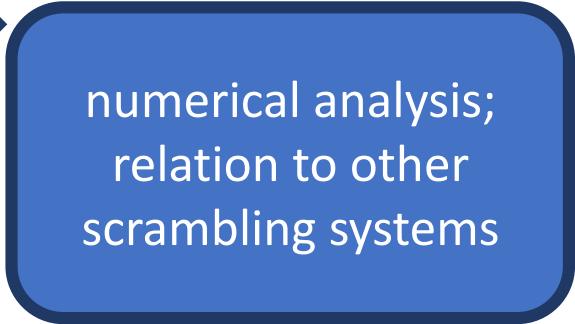 numerical analysis;
relation to other
scrambling systems